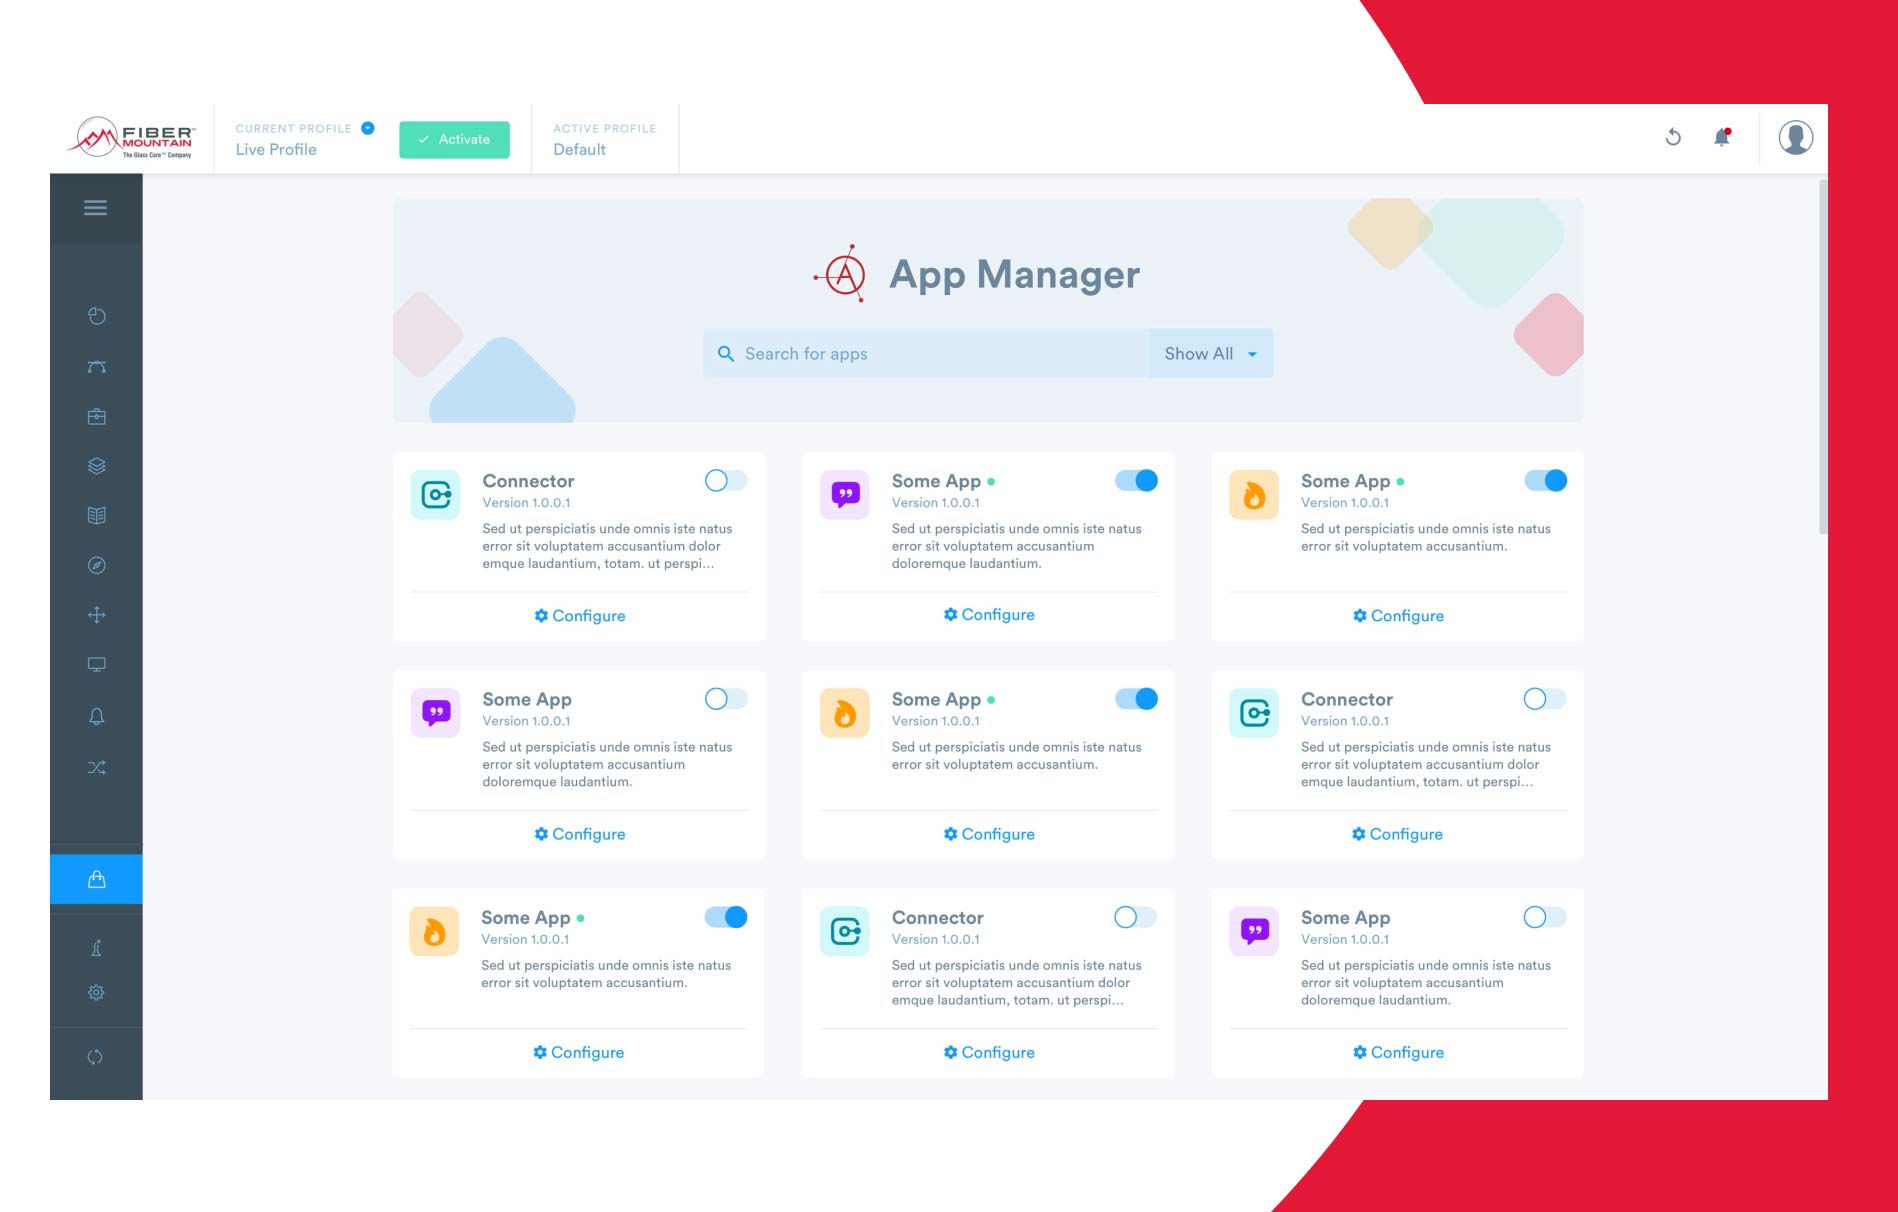 FIBER
MOUNTAIN
The Glass Core™ Company
CURRENT PROFILE
Live Profile
Activate
ACTIVE PROFILE
Default
App Manager
Search for apps
Show All
Connector
Version 1.0.0.1
Sed ut perspiciatis unde omnis iste natus
error sit voluptatem accusantium dolor
emque laudantium, totam. ut perspi...
Configure
Some App
Version 1.0.0.1
Sed ut perspiciatis unde omnis iste natus
error sit voluptatem accusantium
doloremque laudantium.
Configure
Some App
Version 1.0.0.1
Sed ut perspiciatis unde omnis iste natus
error sit voluptatem accusantium.
Configure
Some App
Version 1.0.0.1
Sed ut perspiciatis unde omnis iste natus
error sit voluptatem accusantium
doloremque laudantium.
Configure
Some App
Version 1.0.0.1
Sed ut perspiciatis unde omnis iste natus
error sit voluptatem accusantium.
Configure
Connector
Version 1.0.0.1
Sed ut perspiciatis unde omnis iste natus
error sit voluptatem accusantium dolor
emque laudantium, totam. ut perspi...
Configure
Some App
Version 1.0.0.1
Sed ut perspiciatis unde omnis iste natus
error sit voluptatem accusantium.
Configure
Connector
Version 1.0.0.1
Sed ut perspiciatis unde omnis iste natus
error sit voluptatem accusantium dolor
emque laudantium, totam. ut perspi...
Configure
Some App
Version 1.0.0.1
Sed ut perspiciatis unde omnis iste natus
error sit voluptatem accusantium
doloremque laudantium.
Configure